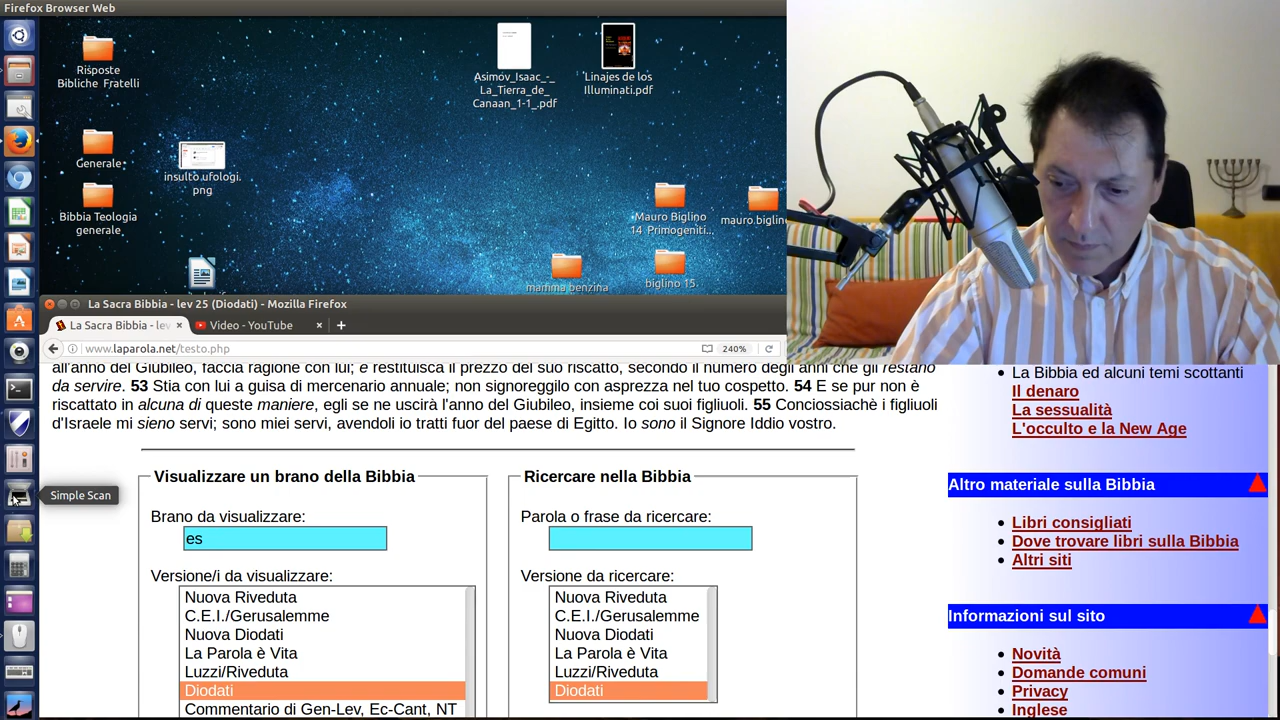 Firefox Browser Web
Risposte
Bibliche Fratelli
Generale
Bibbia Teologia
generale
insulto ufologi.
png
Asimov_Isaac_-_
La_Tierra_de_
Canaan_1-1_.pdf
Linajes de los
Illuminati.pdf
Mauro Biglino
14 Primogeniti...
mauro.biglino
mamma benzina
biglino 15
La Sacra Bibbia - lev 25 (Diodati) - Mozilla Firefox
La Sacra Bibbia - lev
Video - YouTube
www.laparola.net/testo.php
240%
all'anno del Giubileo, faccia ragione con lui; e restituisca il prezzo del suo riscatto, secondo il numero degli anni che gli restano
da servire. 53 Stia con lui a guisa di mercenario annuale; non signoreggilo con asprezza nel tuo cospetto. 54 E se pur non è
riscattato in alcuna di queste maniere, egli se ne uscirà l'anno del Giubileo, insieme coi suoi figliuoli. 55 Conciossiachè i figliuoli
d'Israele mi sieno servi; sono miei servi, avendoli io tratti fuor del paese di Egitto. Io sono il Signore Iddio vostro.
Simple Scan
Visualizzare un brano della Bibbia
Brano da visualizzare:
es
Versione/i da visualizzare:
Nuova Riveduta
C.E.I./Gerusalemme
Nuova Diodati
La Parola è Vita
Luzzi/Riveduta
Diodati
Commentario di Gen-Lev, Ec-Cant, NT
Ricercare nella Bibbia
Parola o frase da ricercare:
Versione da ricercare:
Nuova Riveduta
C.E.I./Gerusalemme
Nuova Diodati
La Parola è Vita
Luzzi/Riveduta
Diodati
La Bibbia ed alcuni temi scottanti
Il denaro
La sessualità
L'occulto e la New Age
Altro materiale sulla Bibbia
Libri consigliati
Dove trovare libri sulla Bibbia
Altri siti
Informazioni sul sito
Novità
Domande comuni
Privacy
Inglese